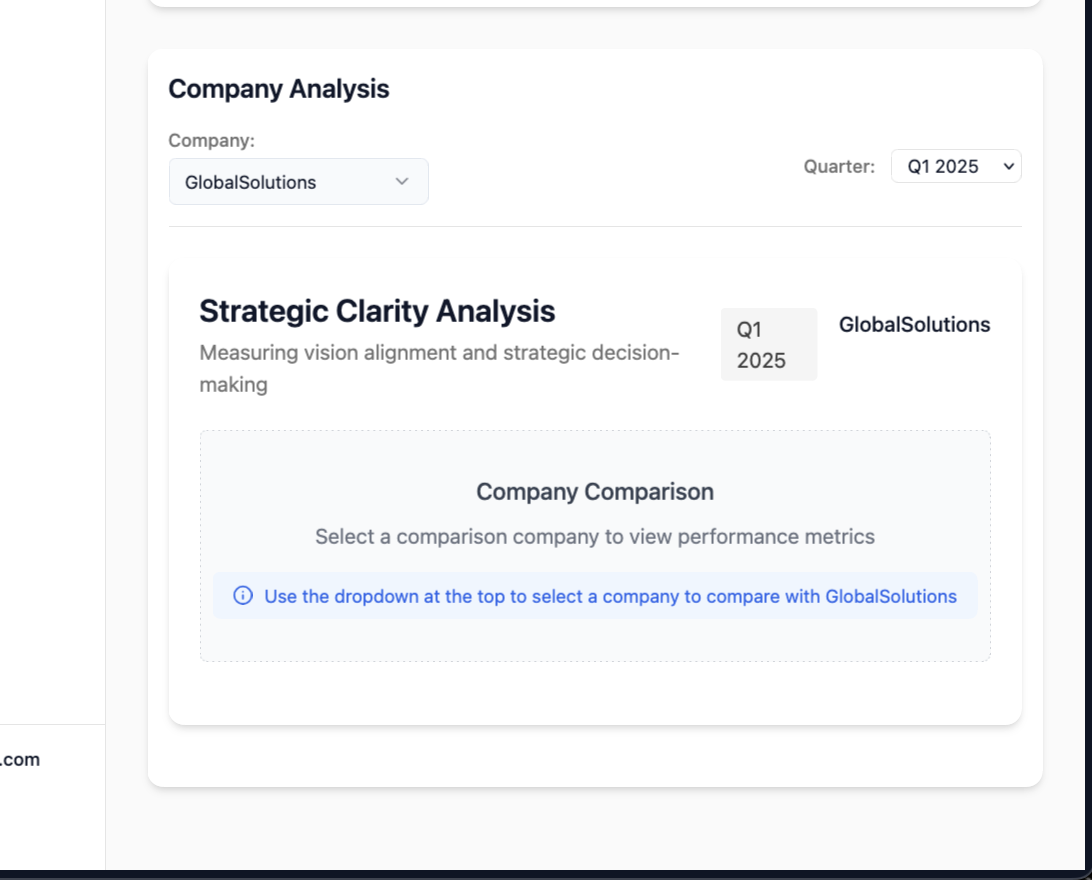 Company Analysis
Company:
GlobalSolutions
Quarter:
Q1 2025
Strategic Clarity Analysis
Measuring vision alignment and strategic decision-
making
Q1
2025
GlobalSolutions
Company Comparison
Select a comparison company to view performance metrics
Use the dropdown at the top to select a company to compare with GlobalSolutions
.com